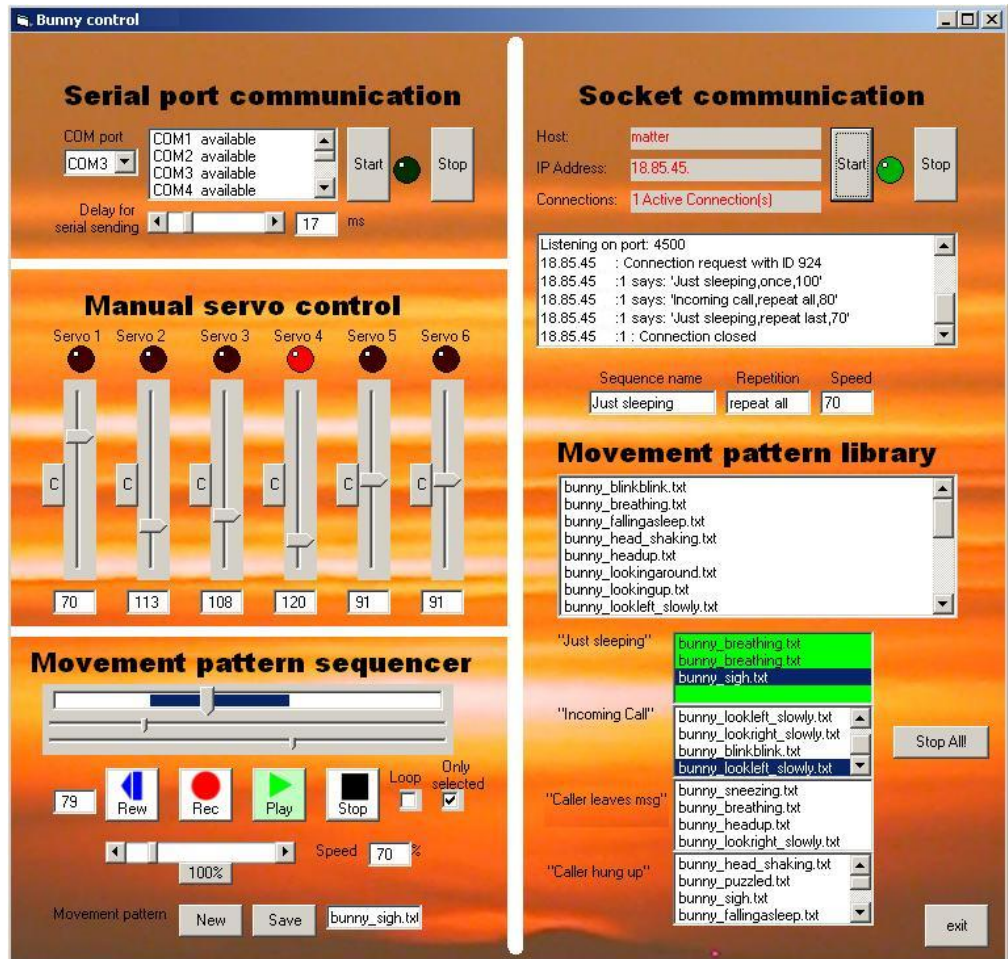 Bunny control
Serial port communication
COM port
COM3
COM1 available
COM2 available
COM3 available
COM4 available
Start
Stop
Delay for
serial sending
17
ms
Manual servo control
Servo 1 Servo 2 Servo 3 Servo 4 Servo 5 Servo 6
C C C C C C
70 113 108 120 91 91
Movement pattern sequencer
79
Rew
Rec
Play
Stop
Loop
Only
selected
100%
Speed
70
%
Movement pattern
New
Save
bunny_sigh.txt
Socket communication
Host: matter
IP Address: 18.85.45.
Connections: 1 Active Connection(s)
Start
Stop
Listening on port: 4500
18.85.45 : Connection request with ID 924
18.85.45 :1 says: 'Just sleeping,once,100'
18.85.45 :1 says: 'Incoming call,repeat all,80'
18.85.45 :1 says: 'Just sleeping,repeat last,70'
18.85.45 :1 : Connection closed
Sequence name Repetition Speed
Just sleeping repeat all 70
Movement pattern library
bunny_blinkblink.txt
bunny_breathing.txt
bunny_fallingasleep.txt
bunny_head_shaking.txt
bunny_headup.txt
bunny_lookingaround.txt
bunny_lookingup.txt
bunny_lookleft_slowly.txt
"Just sleeping"
bunny_breathing.txt
bunny_breathing.txt
bunny_sigh.txt
"Incoming Call"
bunny_lookleft_slowly.txt
bunny_lookright_slowly.txt
bunny_blinkblink.txt
bunny_lookleft_slowly.txt
Stop All!
"Caller leaves msg"
bunny_sneezing.txt
bunny_breathing.txt
bunny_headup.txt
bunny_lookright_slowly.txt
"Caller hung up"
bunny_head_shaking.txt
bunny_puzzled.txt
bunny_sigh.txt
bunny_fallingasleep.txt
exit